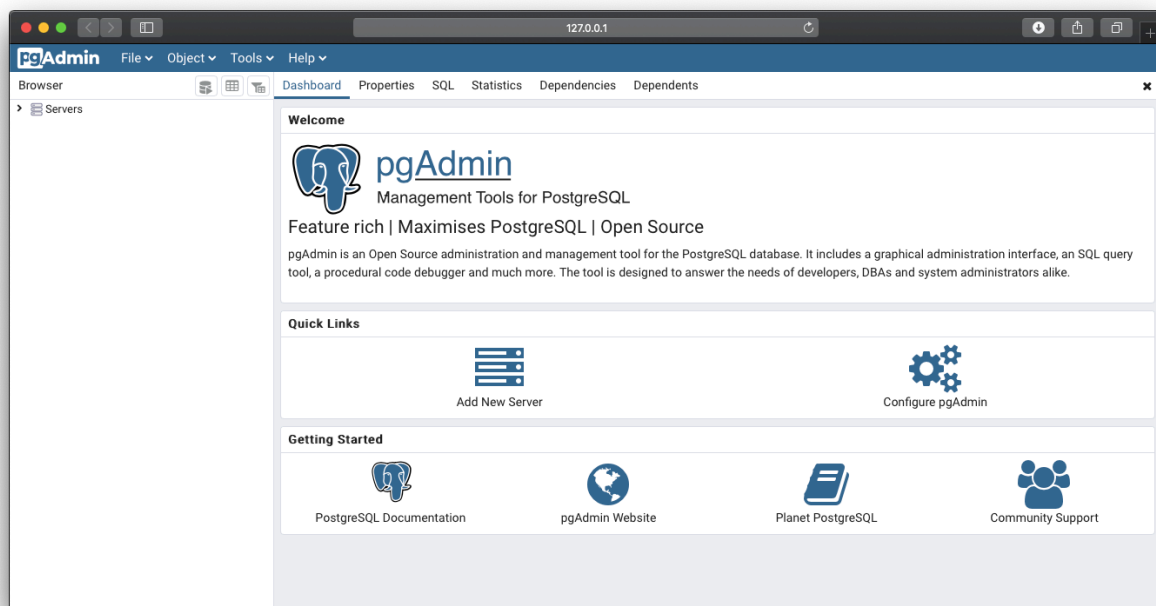 127.0.0.1
pgAdmin File Object Tools Help
Browser
Dashboard Properties SQL Statistics Dependencies Dependents
Servers
Welcome
pgAdmin
Management Tools for PostgreSQL
Feature rich | Maximises PostgreSQL | Open Source
pgAdmin is an Open Source administration and management tool for the PostgreSQL database. It includes a graphical administration interface, an SQL query
tool, a procedural code debugger and much more. The tool is designed to answer the needs of developers, DBAs and system administrators alike.
Quick Links
Add New Server
Configure pgAdmin
Getting Started
PostgreSQL Documentation
pgAdmin Website
Planet PostgreSQL
Community Support